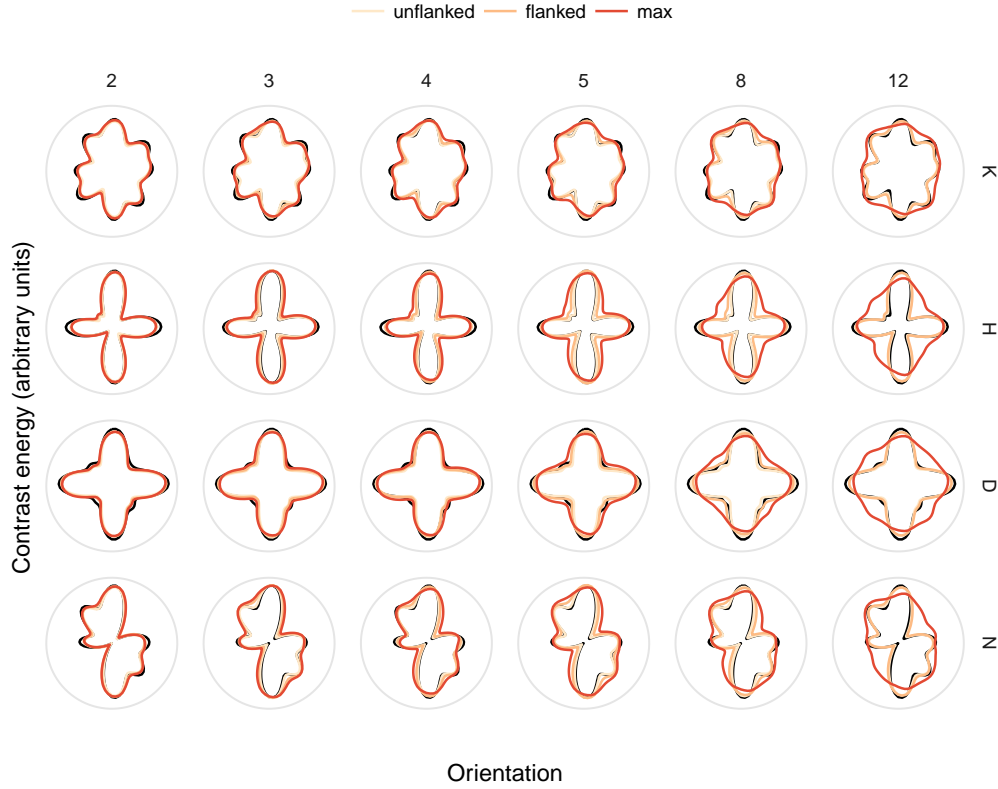 unflanked flanked max
2 3 4 5 8 12
K
H
D
N
Contrast energy (arbitrary units)
Orientation